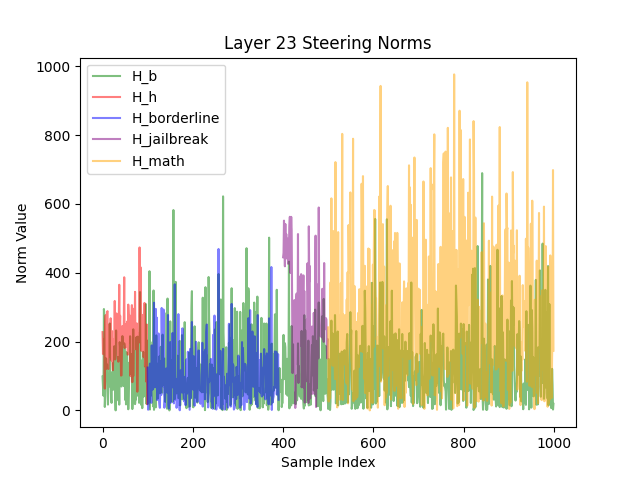 Layer 23 Steering Norms
H_b
H_h
H_borderline
H_jailbreak
H_math
Norm Value
1000
800
600
400
200
0
0 200 400 600 800 1000
Sample Index